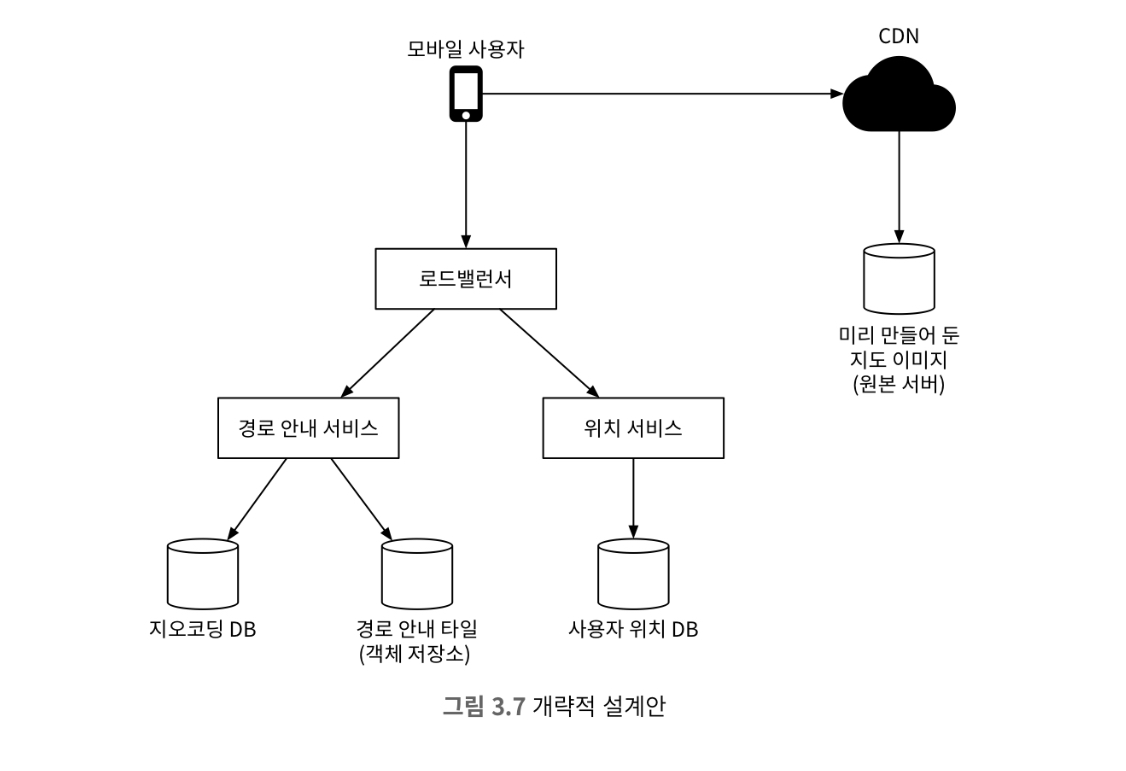 모바일 사용자
CDN
로드밸런서
미리 만들어 둔
지도 이미지
(원본 서버)
경로 안내 서비스
위치 서비스
지오코딩 DB
경로 안내 타일
(객체 저장소)
사용자 위치 DB
그림 3.7 개략적 설계안